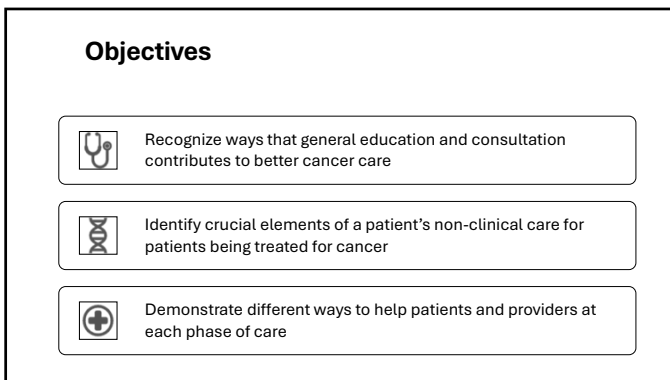 Objectives
Recognize ways that general education and consultation
contributes to better cancer care
Identify crucial elements of a patient’s non-clinical care for
patients being treated for cancer
Demonstrate different ways to help patients and providers at
each phase of care